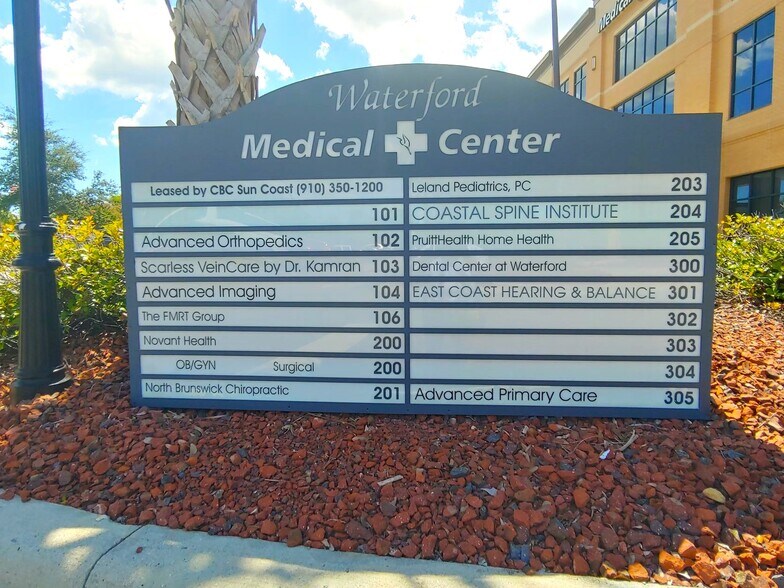 Medical
Waterford
Medical Center
Leased by CBC Sun Coast (910) 350-1200
101
Advanced Orthopedics 102
Scarless VeinCare by Dr. Kamran 103
Advanced Imaging 104
The FMRT Group 106
Novant Health 200
OB/GYN Surgical 200
North Brunswick Chiropractic 201
Leland Pediatrics, PC 203
COASTAL SPINE INSTITUTE 204
PruittHealth Home Health 205
Dental Center at Waterford 300
EAST COAST HEARING & BALANCE 301
302
303
304
Advanced Primary Care 305